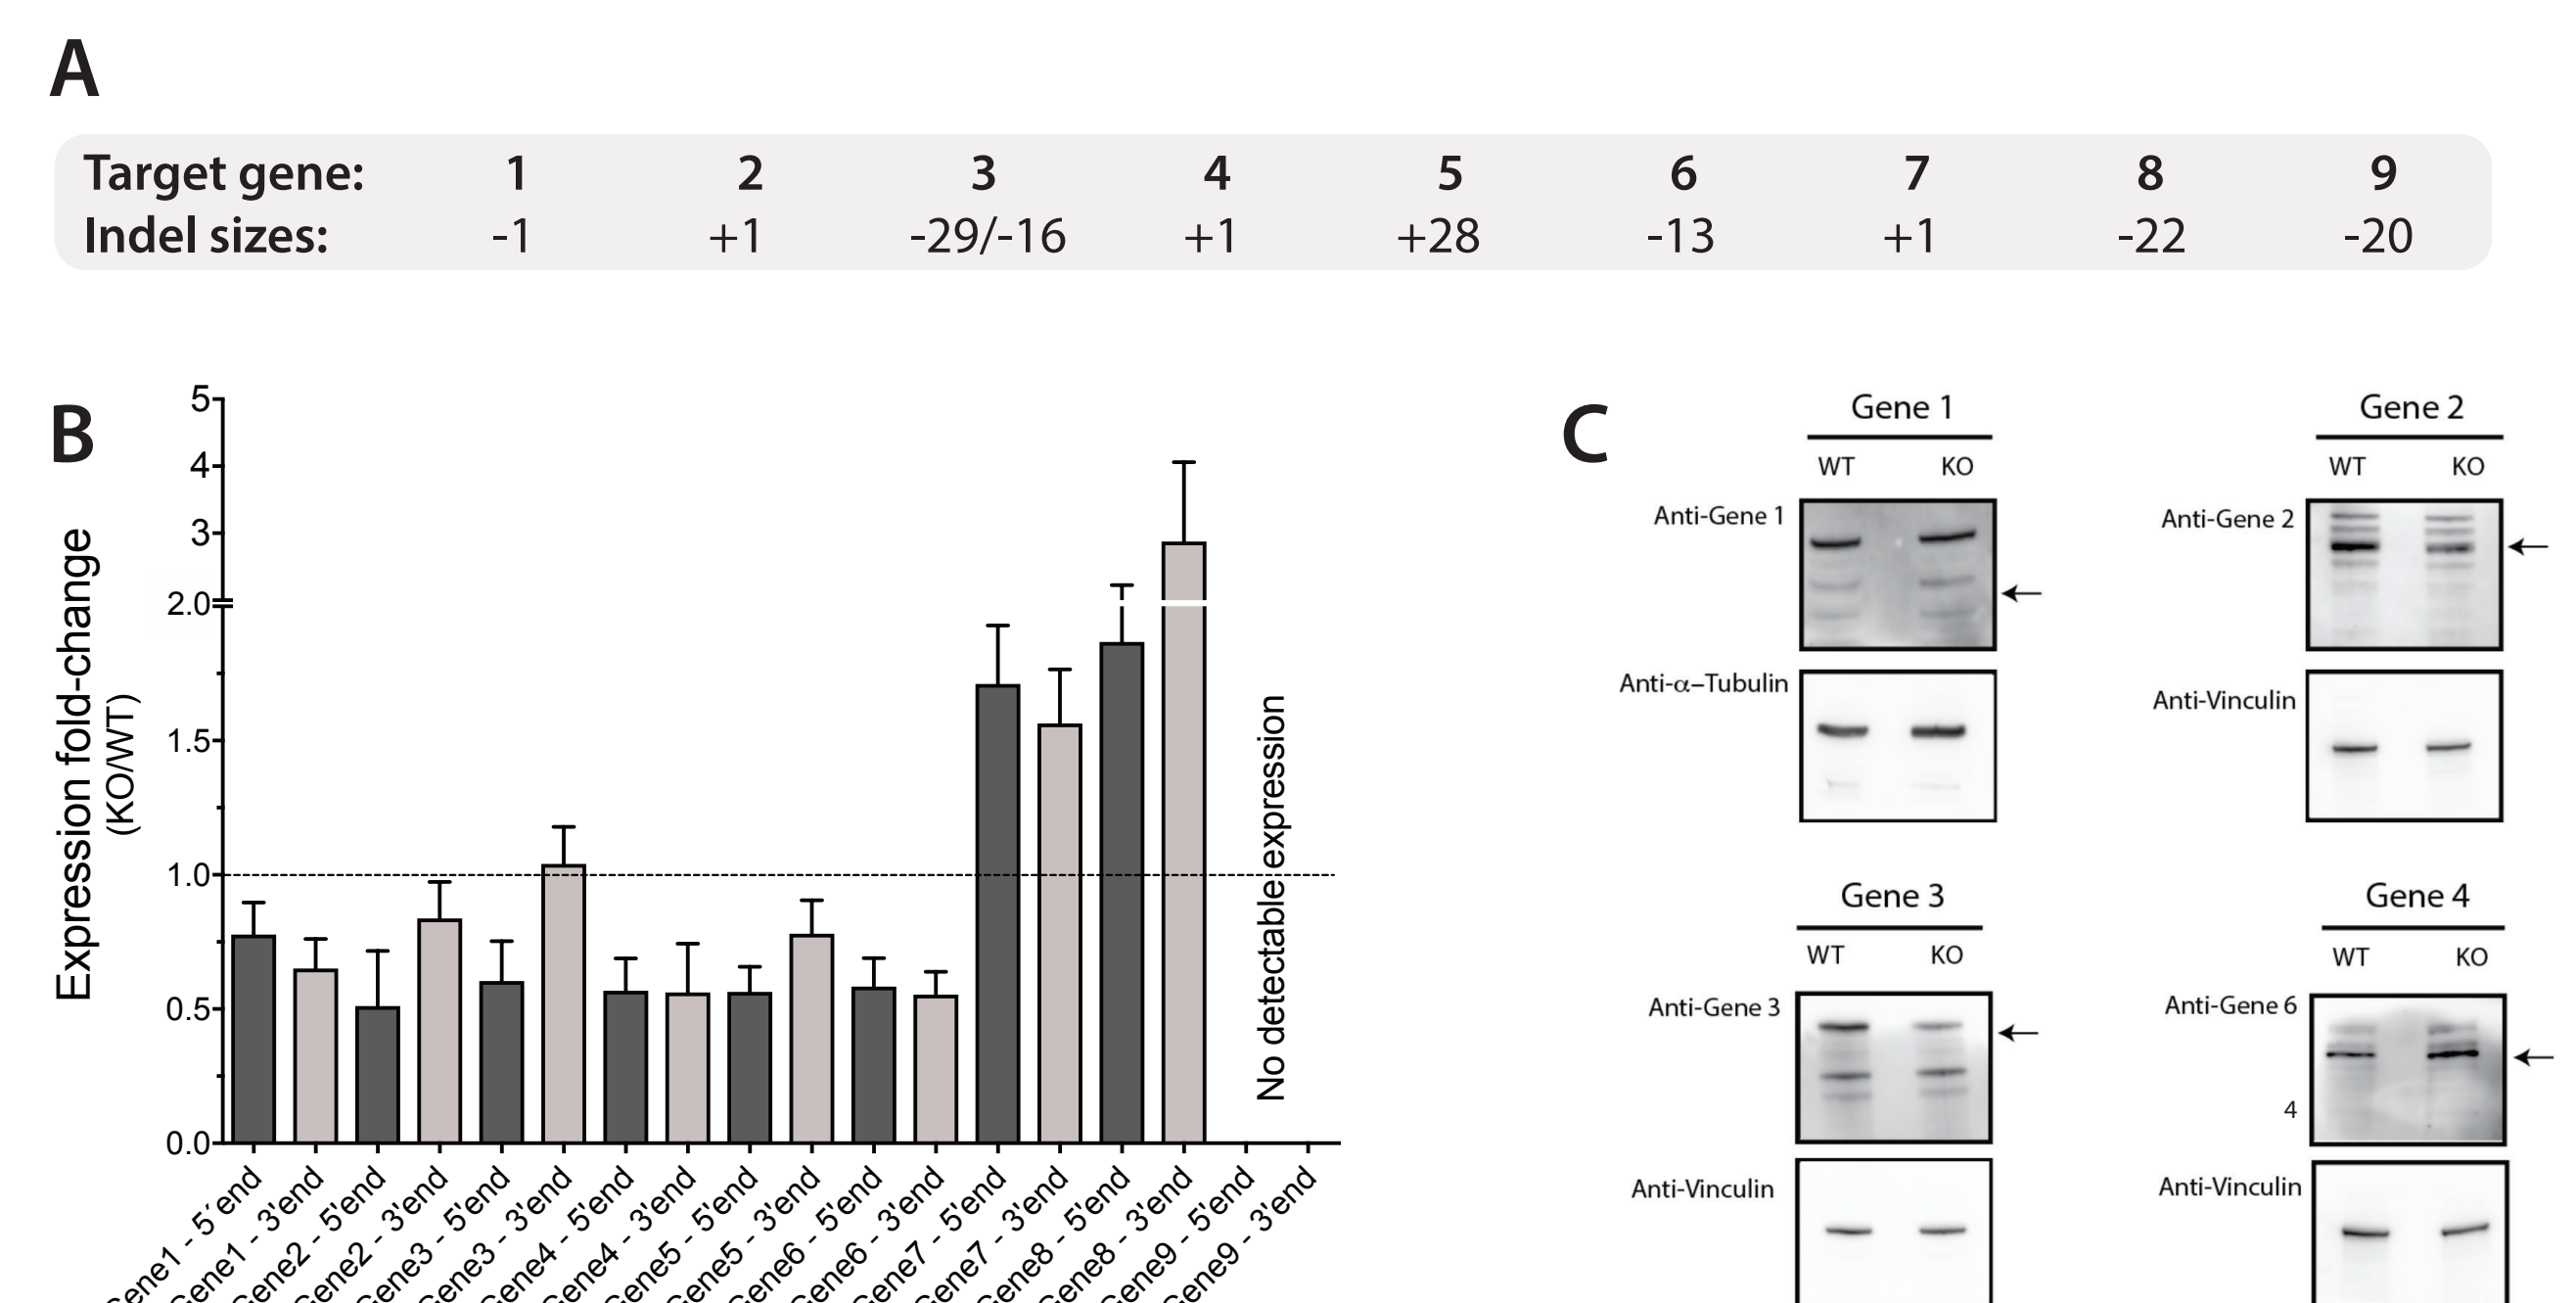 A
Target gene: 1 2 3 4 5 6 7 8 9
Indel sizes: -1 +1 -29/-16 +1 +28 -13 +1 -22 -20
B
Expression fold-change
(KO/WT)
5
4
3
2.0
1.5
1.0
0.5
0.0
No detectable expression
Gene1 - 5'end
Gene1 - 3'end
Gene2 - 5'end
Gene2 - 3'end
Gene3 - 5'end
Gene3 - 3'end
Gene4 - 5'end
Gene4 - 3'end
Gene5 - 5'end
Gene5 - 3'end
Gene6 - 5'end
Gene6 - 3'end
Gene7 - 5'end
Gene7 - 3'end
Gene8 - 5'end
Gene8 - 3'end
Gene9 - 5'end
Gene9 - 3'end
C
Gene 1
WT KO
Anti-Gene 1
Anti-α–Tubulin
Gene 2
WT KO
Anti-Gene 2
Anti-Vinculin
Gene 3
WT KO
Anti-Gene 3
Anti-Vinculin
Gene 4
WT KO
Anti-Gene 6
4
Anti-Vinculin